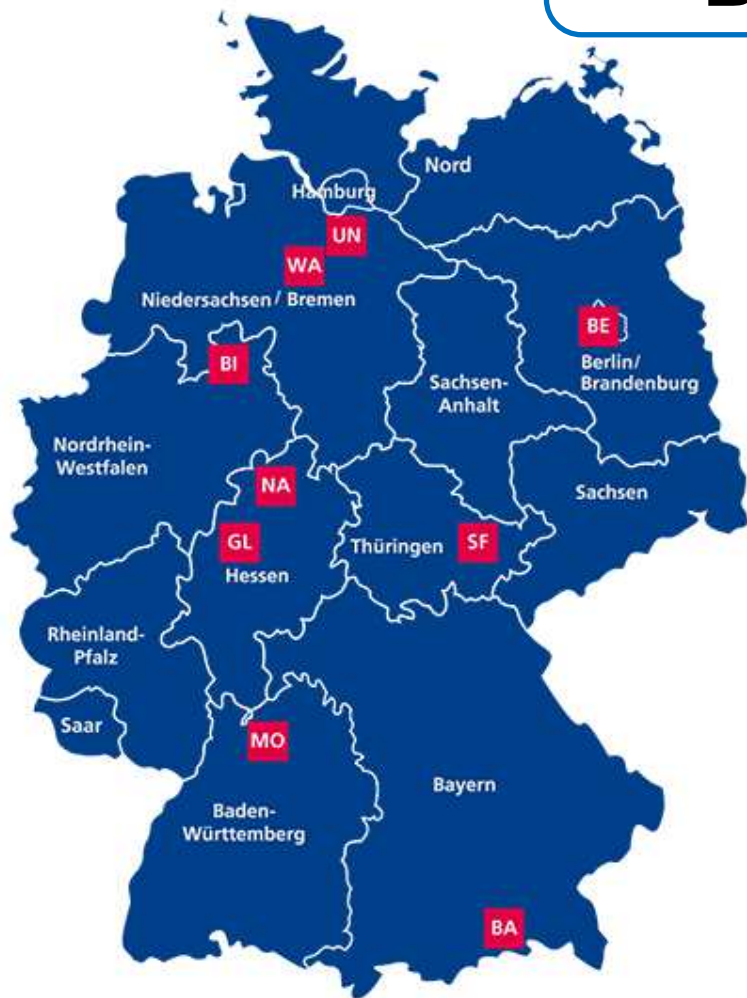 Nord
Hamburg
UN
WA
Niedersachsen / Bremen
BE
BI
Berlin/
Brandenburg
Sachsen-
Anhalt
Nordrhein-
Westfalen
NA
Sachsen
GL
Thüringen
SF
Hessen
Rheinland-
Pfalz
Saar
MO
Bayern
Baden-
Württemberg
BA